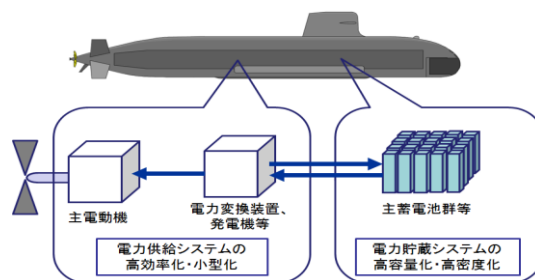 主電動機
電力変換装置、
発電機等
主蓄電池群等
電力供給システムの
高効率化・小型化
電力貯蔵システムの
高容量化・高密度化